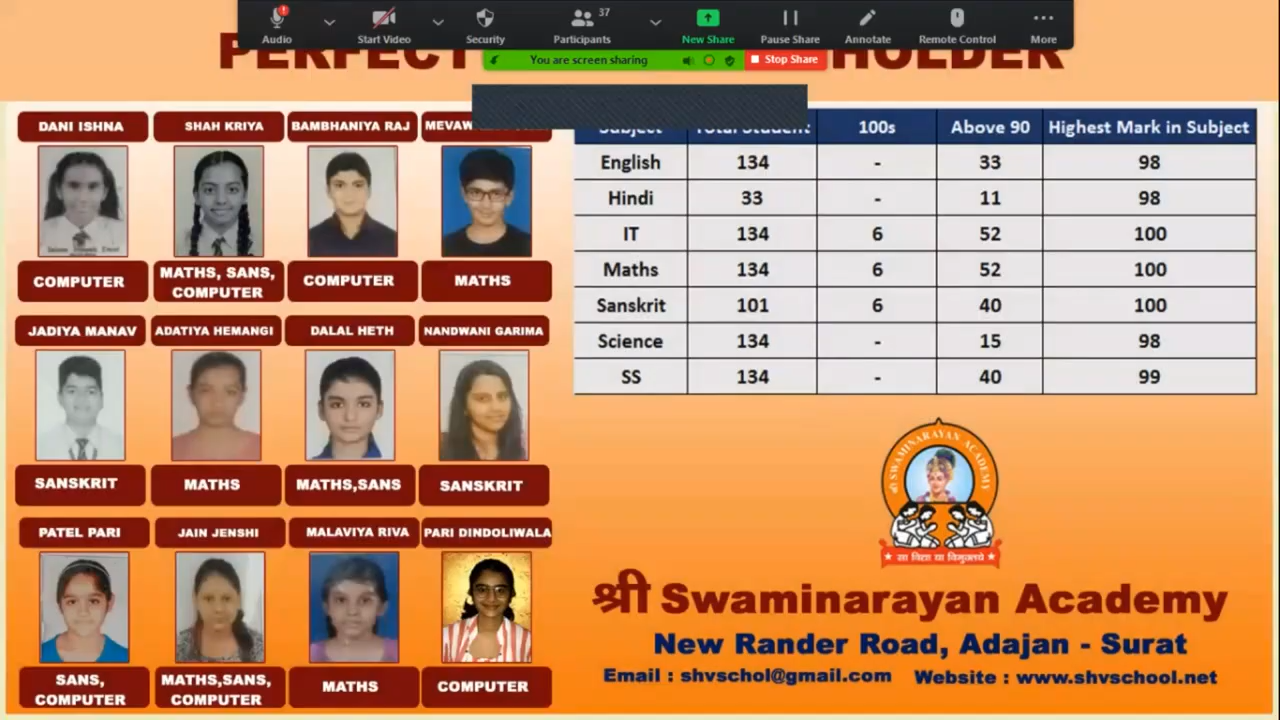 37
Audio Start Video Security Participants New Share Pause Share Annotate Remote Control More
You are screen sharing Stop Share
PERFECT HOLDER
DANI ISHNA SHAH KRIYA BAMBHANIYA RAJ
COMPUTER MATHS, SANS, COMPUTER COMPUTER MATHS
JADIYA MANAV ADATIYA HEMANGI DALAL HETH NANDWANI GARIMA
SANSKRIT MATHS MATHS,SANS SANSKRIT
PATEL PARI JAIN JENSHI MALAVIYA RIVA PARI DINDOLIWALA
SANS, COMPUTER MATHS,SANS, COMPUTER MATHS COMPUTER
Subject Total Student 100s Above 90 Highest Mark in Subject
English 134 - 33 98
Hindi 33 - 11 98
IT 134 6 52 100
Maths 134 6 52 100
Sanskrit 101 6 40 100
Science 134 - 15 98
SS 134 - 40 99
श्री SWAMINARAYAN ACADEMY
सा विद्या या विमुक्तये
श्री Swaminarayan Academy
New Rander Road, Adajan - Surat
Email : shvschol@gmail.com Website : www.shvschool.net